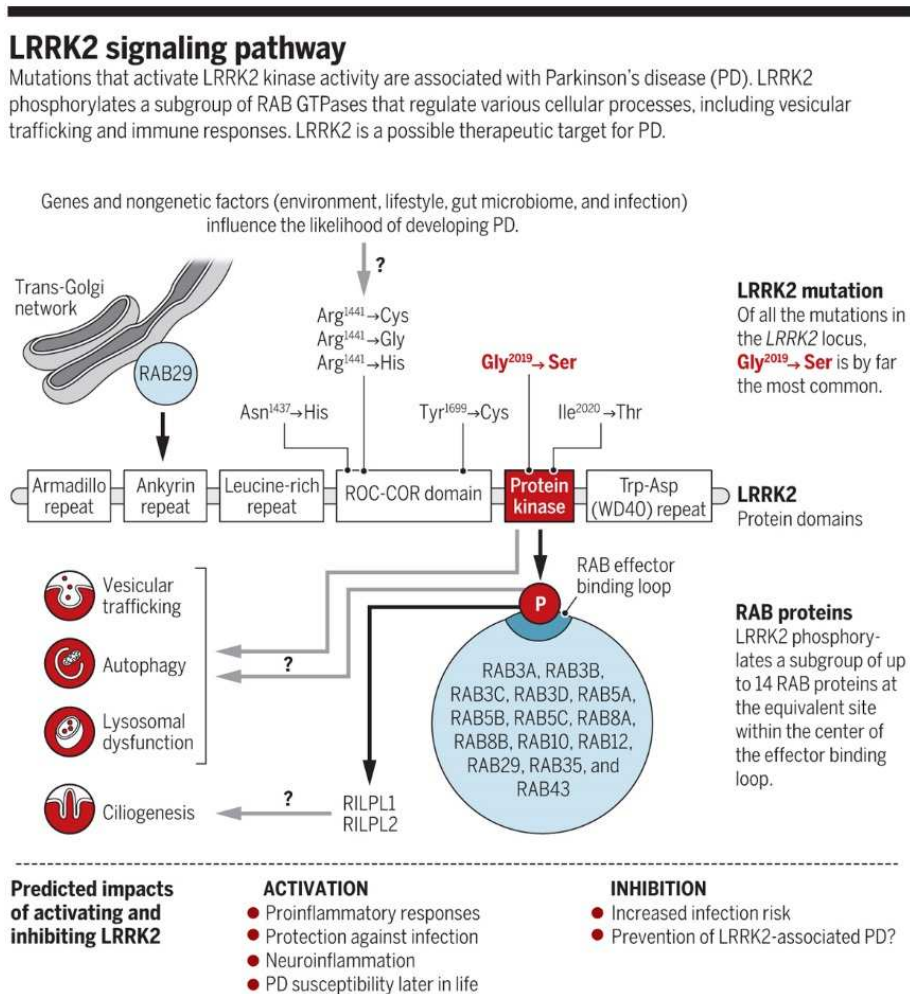 LRRK2 signaling pathway
Mutations that activate LRRK2 kinase activity are associated with Parkinson's disease (PD). LRRK2
phosphorylates a subgroup of RAB GTPases that regulate various cellular processes, including vesicular
trafficking and immune responses. LRRK2 is a possible therapeutic target for PD.
Genes and nongenetic factors (environment, lifestyle, gut microbiome, and infection)
influence the likelihood of developing PD.
?
Trans-Golgi
network
RAB29
Arg¹⁴⁴¹→Cys
Arg¹⁴⁴¹→Gly
Arg¹⁴⁴¹→His
Gly²⁰¹⁹→Ser
Asn¹⁴³⁷→His
Tyr¹⁶⁹⁹→Cys
Ile²⁰²⁰→Thr
LRRK2 mutation
Of all the mutations in
the LRRK2 locus,
Gly²⁰¹⁹→Ser is by far
the most common.
Armadillo
repeat
Ankyrin
repeat
Leucine-rich
repeat
ROC-COR domain
Protein
kinase
Trp-Asp
(WD40) repeat
LRRK2
Protein domains
Vesicular
trafficking
Autophagy
Lysosomal
dysfunction
Ciliogenesis
?
?
RILPL1
RILPL2
P
RAB effector
binding loop
RAB3A, RAB3B,
RAB3C, RAB3D, RAB5A,
RAB5B, RAB5C, RAB8A,
RAB8B, RAB10, RAB12,
RAB29, RAB35, and
RAB43
RAB proteins
LRRK2 phosphory-
lates a subgroup of up
to 14 RAB proteins at
the equivalent site
within the center of
the effector binding
loop.
Predicted impacts
of activating and
inhibiting LRRK2
ACTIVATION
● Proinflammatory responses
● Protection against infection
● Neuroinflammation
● PD susceptibility later in life
INHIBITION
● Increased infection risk
● Prevention of LRRK2-associated PD?